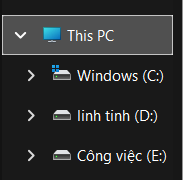 This PC
Windows (C:)
linh tinh (D:)
Công việc (E:)